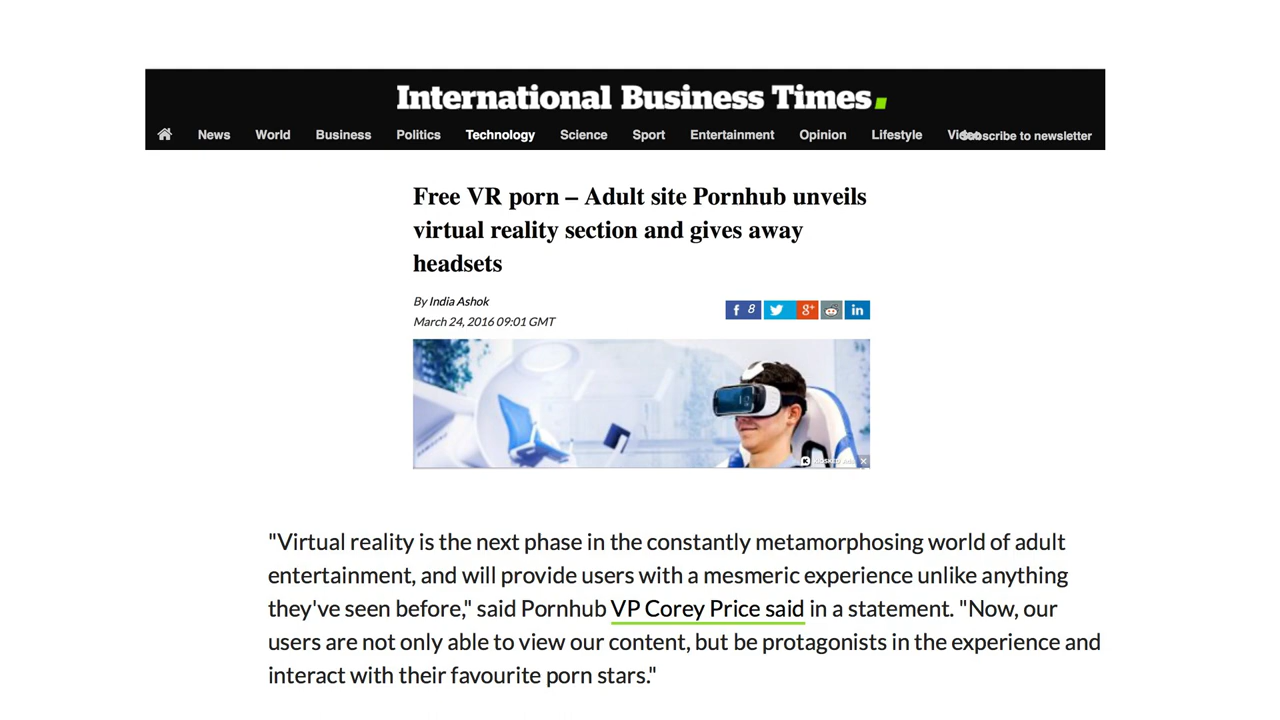 International Business Times
News World Business Politics Technology Science Sport Entertainment Opinion Lifestyle Subscribe to newsletter
Free VR porn – Adult site Pornhub unveils
virtual reality section and gives away
headsets
By India Ashok
8
March 24, 2016 09:01 GMT
"Virtual reality is the next phase in the constantly metamorphosing world of adult
entertainment, and will provide users with a mesmeric experience unlike anything
they've seen before," said Pornhub VP Corey Price said in a statement. "Now, our
users are not only able to view our content, but be protagonists in the experience and
interact with their favourite porn stars."